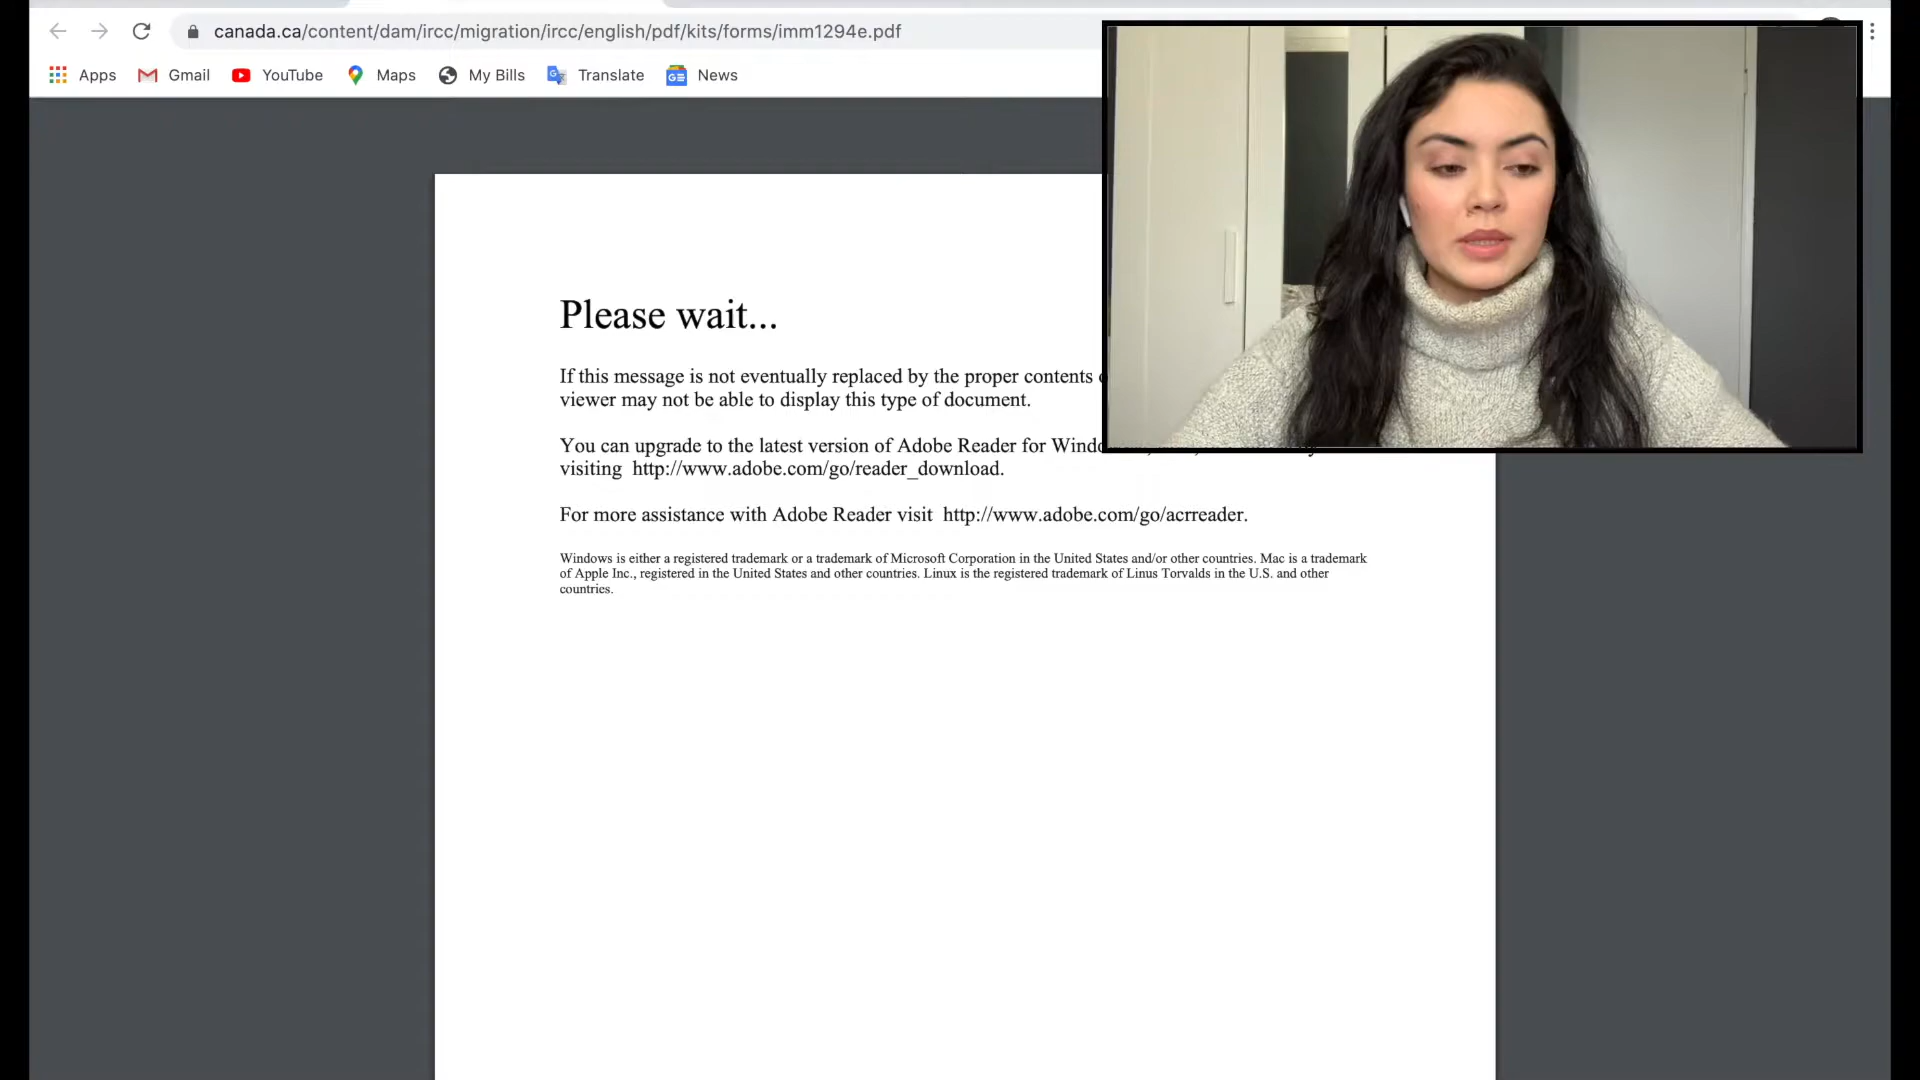 canada.ca/content/dam/ircc/migration/ircc/english/pdf/kits/forms/imm1294e.pdf
Apps Gmail YouTube Maps My Bills Translate News
Please wait...
If this message is not eventually replaced by the proper contents
viewer may not be able to display this type of document.
You can upgrade to the latest version of Adobe Reader for
visiting http://www.adobe.com/go/reader_download.
For more assistance with Adobe Reader visit http://www.adobe.com/go/acrreader.
Windows is either a registered trademark or a trademark of Microsoft Corporation in the United States and/or other countries. Mac is a trademark
of Apple Inc., registered in the United States and other countries. Linux is the registered trademark of Linus Torvalds in the U.S. and other
countries.